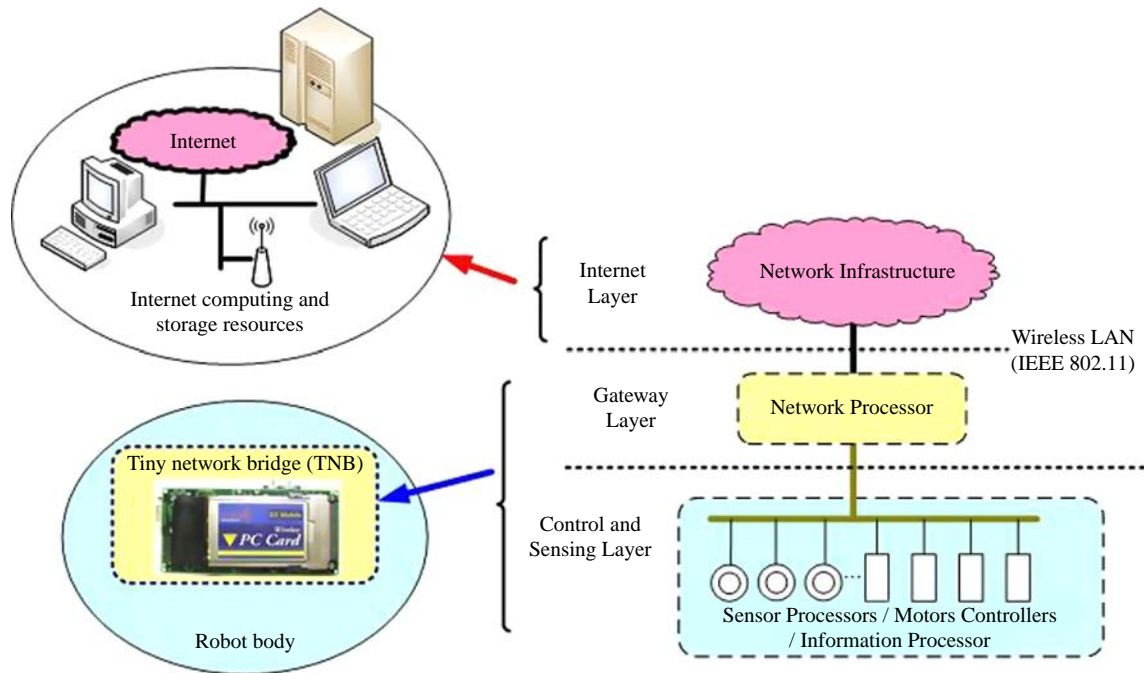 Internet
Internet computing and
storage resources
Internet
Layer
Network Infrastructure
Wireless LAN
(IEEE 802.11)
Gateway
Layer
Network Processor
Tiny network bridge (TNB)
Wireless
PC Card
Robot body
Control and
Sensing Layer
Sensor Processors / Motors Controllers
/ Information Processor